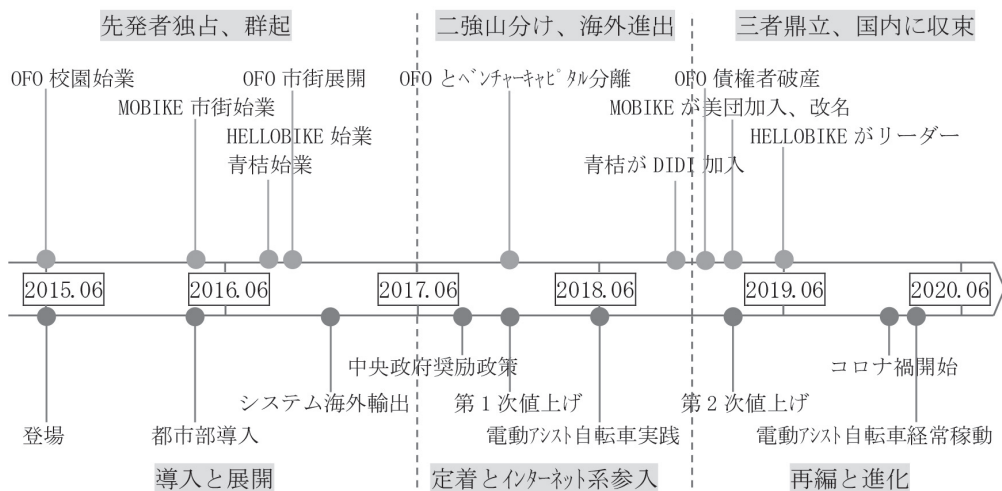 先発者独占、群起
二強山分け、海外進出
三者鼎立、国内に収束
OFO 校園始業
OFO 市街展開
OFO とベンチャーキャピタル分離
OFO 債権者破産
MOBIKE 市街始業
MOBIKE が美団加入、改名
HELLOBIKE 始業
HELLOBIKE がリーダー
青桔始業
青桔が DIDI 加入
2015.06
2016.06
2017.06
2018.06
2019.06
2020.06
中央政府奨励政策
コロナ禍開始
システム海外輸出
第1次値上げ
第2次値上げ
登場
都市部導入
電動アシスト自転車実践
電動アシスト自転車経常稼動
導入と展開
定着とインターネット系参入
再編と進化